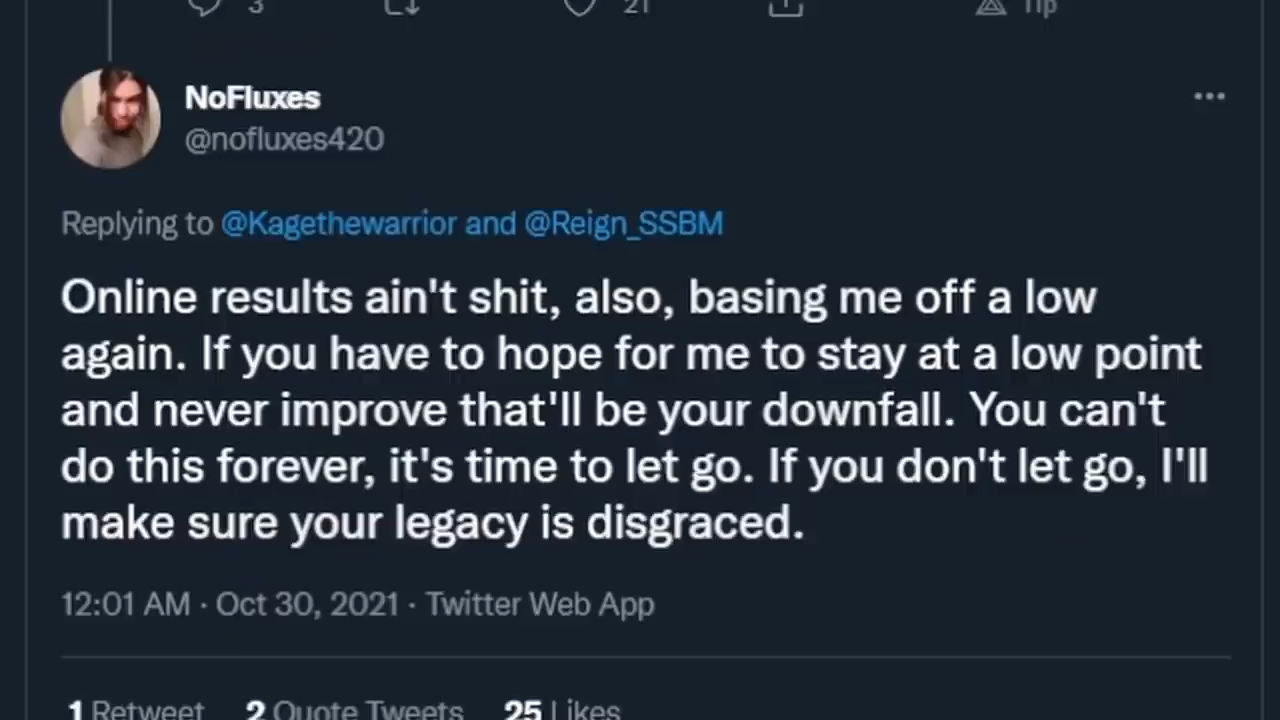 3 21 Tip
NoFluxes
@nofluxes420
Replying to @Kagethewarrior and @Reign_SSBM
Online results ain't shit, also, basing me off a low
again. If you have to hope for me to stay at a low point
and never improve that'll be your downfall. You can't
do this forever, it's time to let go. If you don't let go, I'll
make sure your legacy is disgraced.
12:01 AM · Oct 30, 2021 · Twitter Web App
1 Retweet 2 Quote Tweets 25 Likes